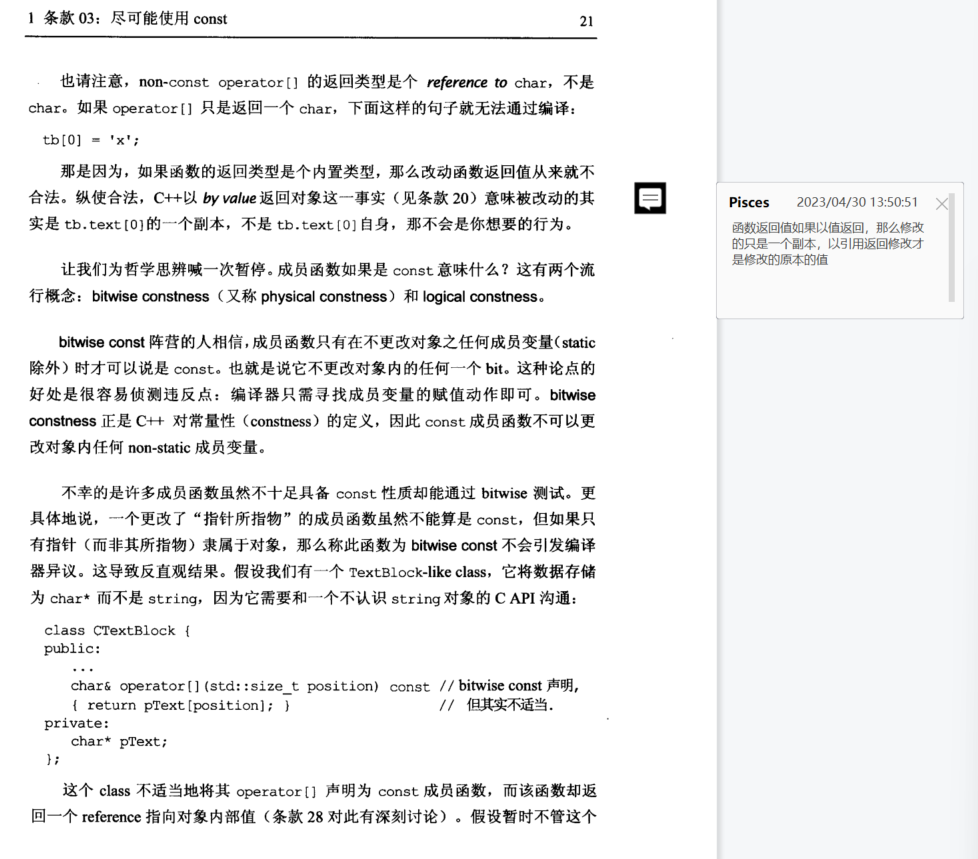 1 条款 03：尽可能使用 const 21
也请注意，non-const operator[] 的返回类型是个 reference to char，不是
char。如果 operator[] 只是返回一个 char，下面这样的句子就无法通过编译：
tb[0] = 'x';
那是因为，如果函数的返回类型是个内置类型，那么改动函数返回值从来就不
合法。纵使合法，C++以 by value 返回对象这一事实（见条款 20）意味被改动的其
实是 tb.text[0]的一个副本，不是 tb.text[0]自身，那不会是你想要的行为。
让我们为哲学思辨喊一次暂停。成员函数如果是 const 意味什么？这有两个流
行概念：bitwise constness（又称 physical constness）和 logical constness。
bitwise const 阵营的人相信，成员函数只有在不更改对象之任何成员变量（static
除外）时才可以说是 const。也就是说它不更改对象内的任何一个 bit。这种论点的
好处是很容易侦测违反点：编译器只需寻找成员变量的赋值动作即可。bitwise
constness 正是 C++ 对常量性（constness）的定义，因此 const 成员函数不可以更
改对象内任何 non-static 成员变量。
不幸的是许多成员函数虽然不十足具备 const 性质却能通过 bitwise 测试。更
具体地说，一个更改了“指针所指物”的成员函数虽然不能算是 const，但如果只
有指针（而非其所指物）隶属于对象，那么称此函数为 bitwise const 不会引发编译
器异议。这导致反直观结果。假设我们有一个 TextBlock-like class，它将数据存储
为 char* 而不是 string，因为它需要和一个不认识 string 对象的 C API 沟通：
class CTextBlock {
public:
...
char& operator[](std::size_t position) const // bitwise const 声明，
{ return pText[position]; } // 但其实不适当.
private:
char* pText;
};
这个 class 不适当地将其 operator[] 声明为 const 成员函数，而该函数却返
回一个 reference 指向对象内部值（条款 28 对此有深刻讨论）。假设暂时不管这个
Pisces 2023/04/30 13:50:51
函数返回值如果以值返回，那么修改
的只是一个副本，以引用返回修改才
是修改的原本的值